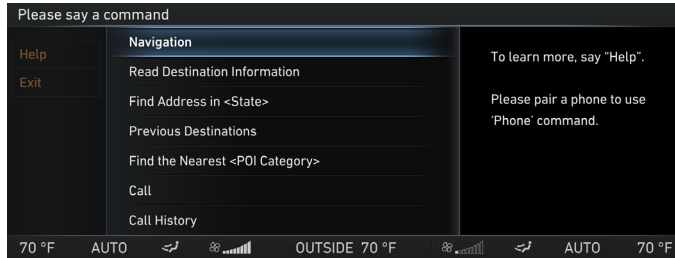 Please say a command
Help
Exit
Navigation
Read Destination Information
Find Address in <State>
Previous Destinations
Find the Nearest <POI Category>
Call
Call History
To learn more, say “Help”.
Please pair a phone to use
‘Phone’ command.
70 °F AUTO OUTSIDE 70 °F AUTO 70 °F